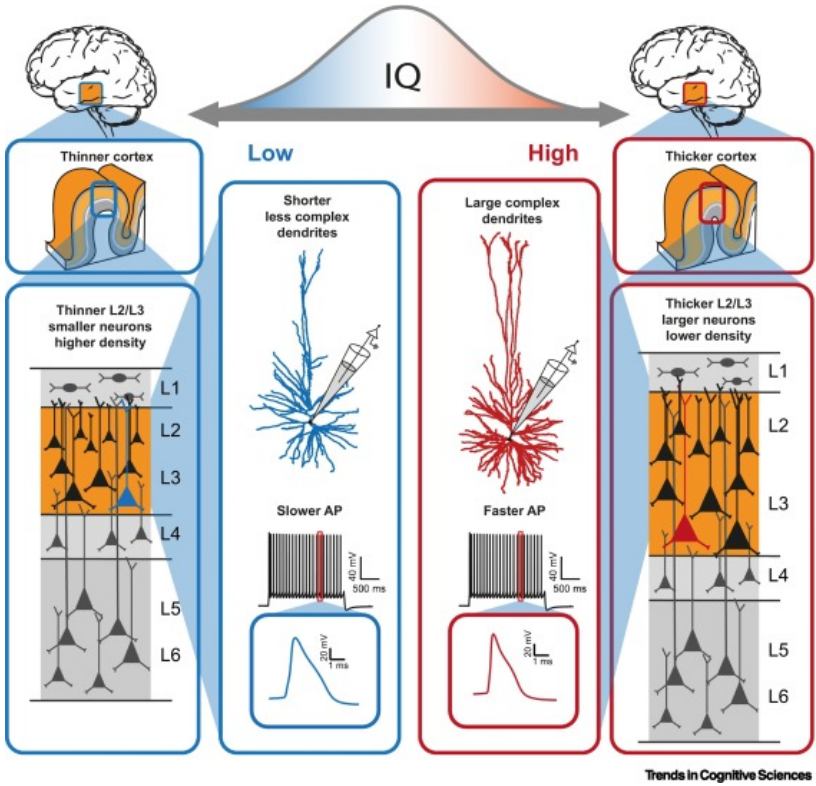 IQ
Low
High
Thinner cortex
Thinner L2/L3
smaller neurons
higher density
L1
L2
L3
L4
L5
L6
Shorter
less complex
dendrites
Slower AP
40 mV
500 ms
20 mV
1 ms
Large complex
dendrites
Faster AP
40 mV
500 ms
20 mV
1 ms
Thicker cortex
Thicker L2/L3
larger neurons
lower density
L1
L2
L3
L4
L5
L6
Trends in Cognitive Sciences